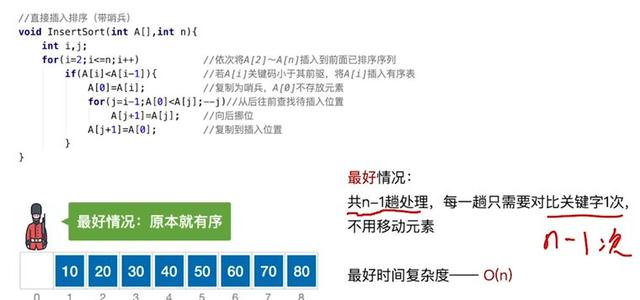 //直接插入排序（带哨兵）
void InsertSort(int A[],int n){
int i,j;
for(i=2;i<=n;i++) //依次将A[2]～A[n]插入到前面已排序序列
if(A[i]<A[i-1]){ //若A[i]关键码小于其前驱，将A[i]插入有序表
A[0]=A[i]; //复制为哨兵，A[0]不存放元素
for(j=i-1;A[0]<A[j];--j)//从后往前查找待插入位置
A[j+1]=A[j]; //向后挪位
A[j+1]=A[0]; //复制到插入位置
}
}
最好情况：
共n-1趟处理，每一趟只需要对比关键字1次，
不用移动元素
n-1次
最好时间复杂度—— O(n)
最好情况：原本就有序
10 20 30 40 50 60 70 80
0 1 2 3 4 5 6 7 8